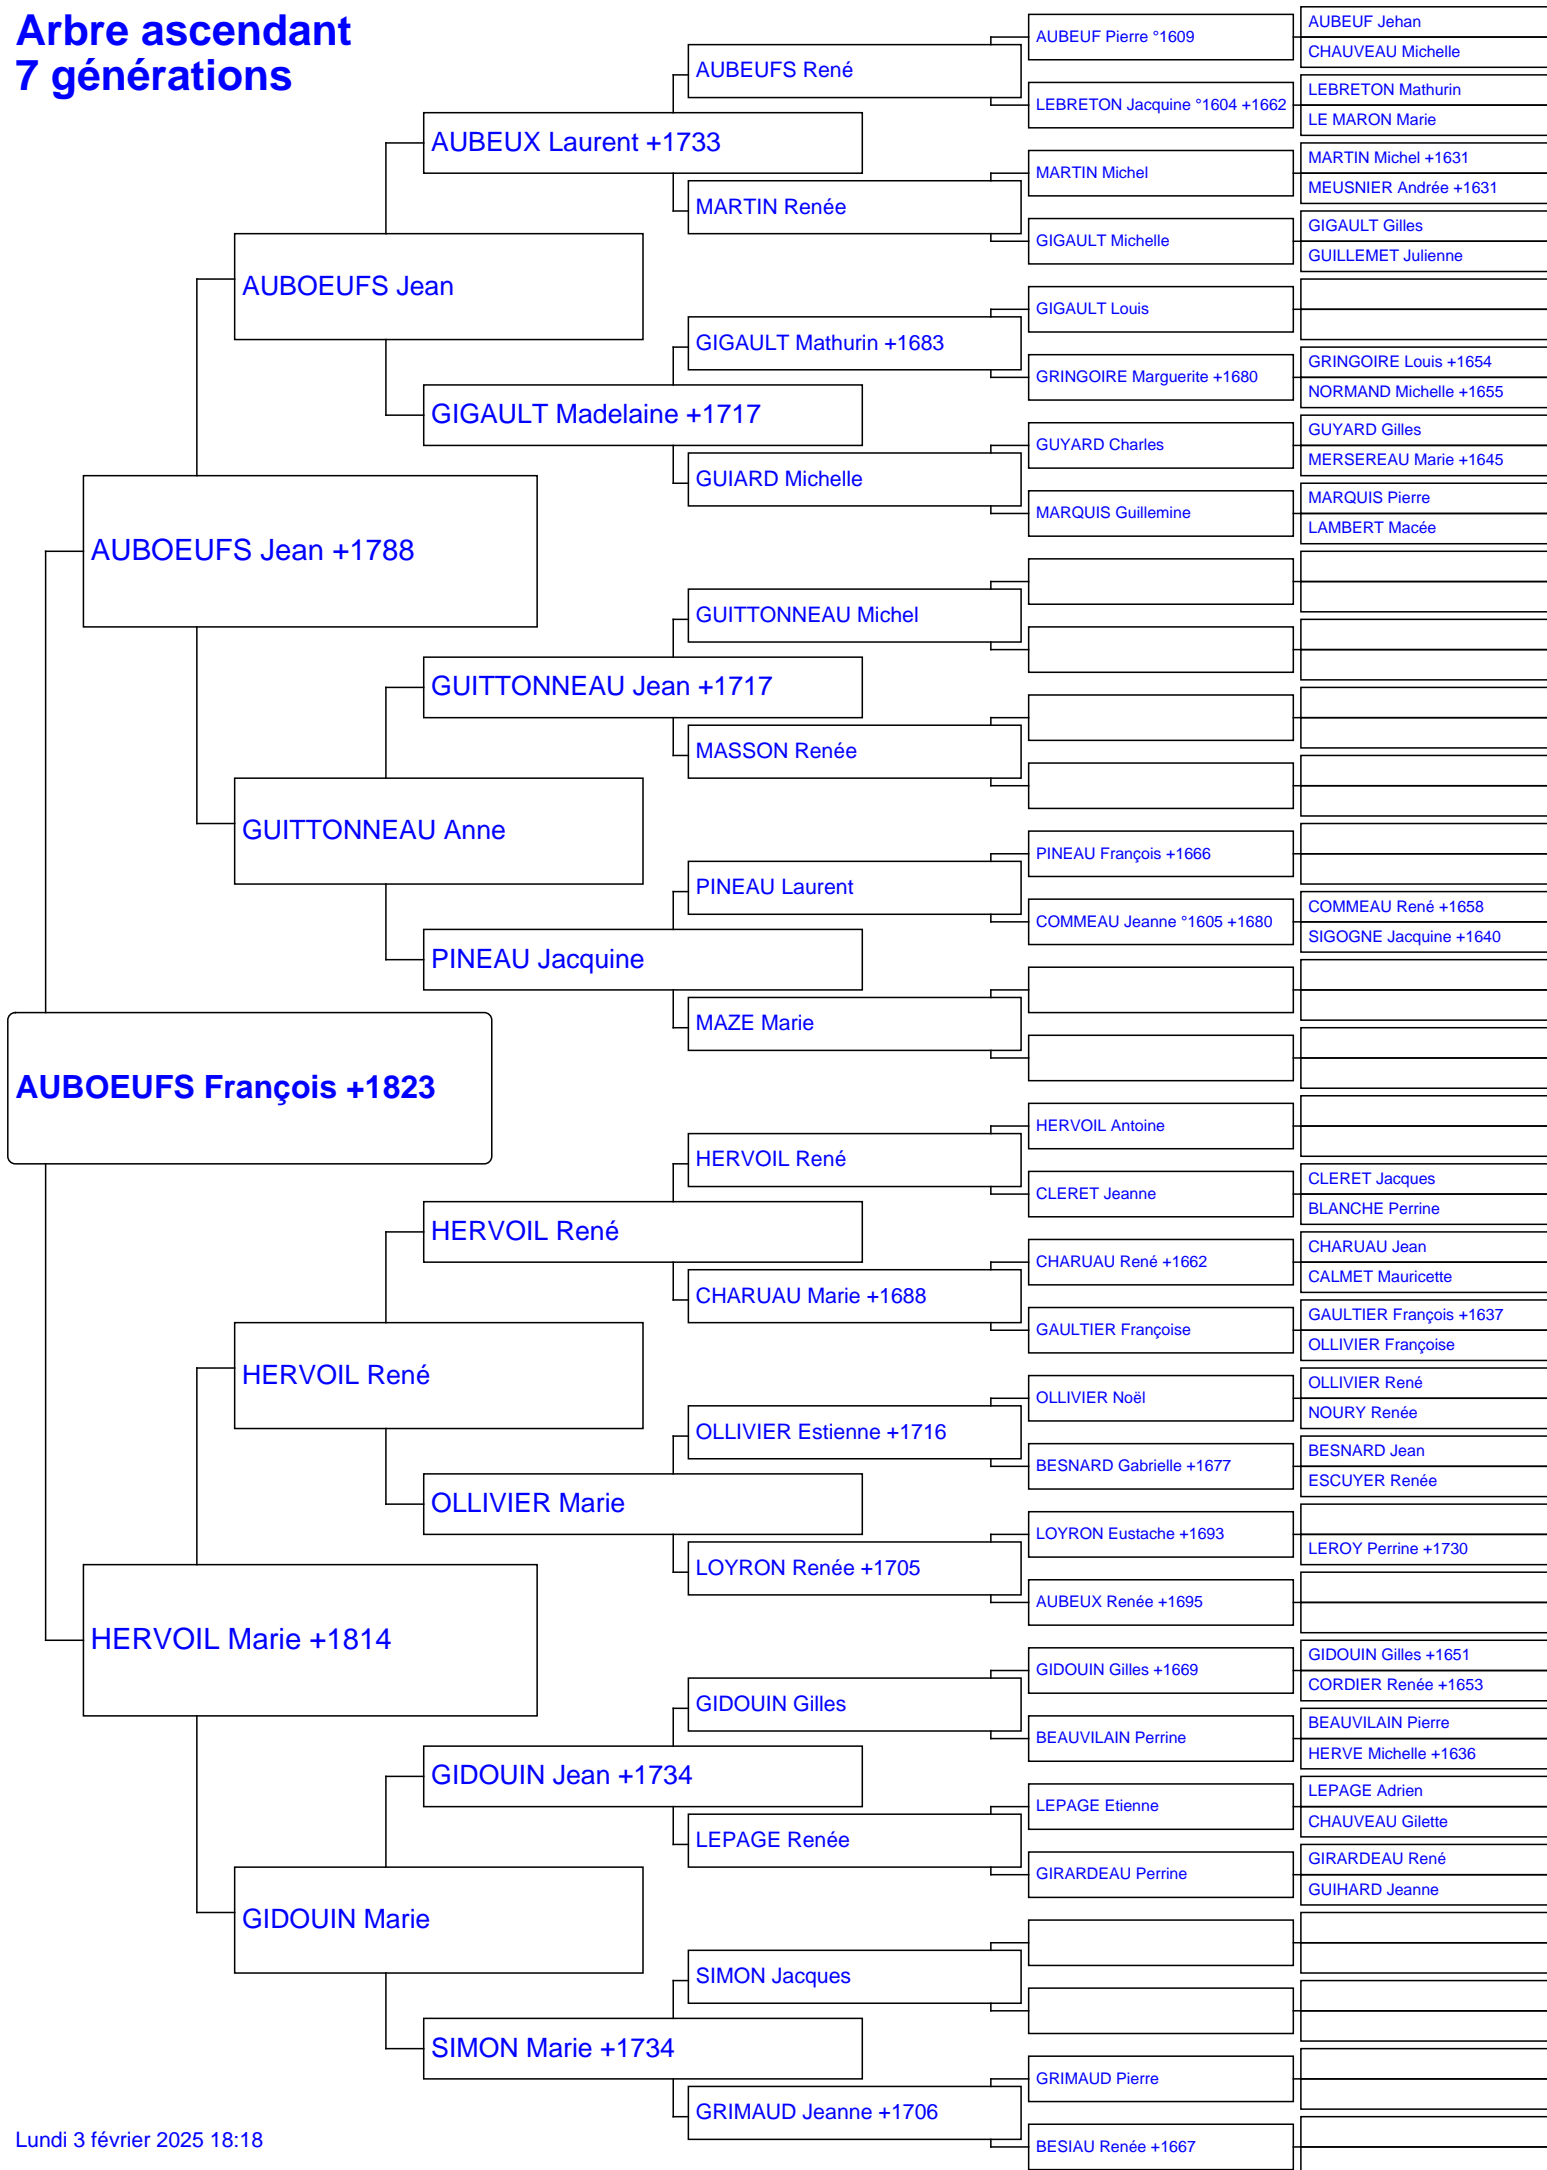 Arbre ascendant
7 générations
AUBOEUFS François +1823
AUBOEUFS Jean +1788
HERVOIL Marie +1814
AUBOEUFS Jean
GUITTONNEAU Anne
HERVOIL René
GIDOUIN Marie
AUBEUX Laurent +1733
GIGAULT Madelaine +1717
GUITTONNEAU Jean +1717
PINEAU Jacquine
HERVOIL René
OLLIVIER Marie
GIDOUIN Jean +1734
SIMON Marie +1734
AUBEUFS René
MARTIN Renée
GIGAULT Mathurin +1683
GUIARD Michelle
GUITTONNEAU Michel
MASSON Renée
PINEAU Laurent
MAZE Marie
HERVOIL René
CHARUAU Marie +1688
OLLIVIER Estienne +1716
LOYRON Renée +1705
GIDOUIN Gilles
LEPAGE Renée
SIMON Jacques
GRIMAUD Jeanne +1706
AUBEUF Pierre °1609
LEBRETON Jacquine °1604 +1662
MARTIN Michel
GIGAULT Michelle
GIGAULT Louis
GRINGOIRE Marguerite +1680
GUYARD Charles
MARQUIS Guillemine
PINEAU François +1666
COMMEAU Jeanne °1605 +1680
HERVOIL Antoine
CLERET Jeanne
CHARUAU René +1662
GAULTIER Françoise
OLLIVIER Noël
BESNARD Gabrielle +1677
LOYRON Eustache +1693
AUBEUX Renée +1695
GIDOUIN Gilles +1669
BEAUVILAIN Perrine
LEPAGE Etienne
GIRARDEAU Perrine
GRIMAUD Pierre
BESIAU Renée +1667
AUBEUF Jehan
CHAUVEAU Michelle
LEBRETON Mathurin
LE MARON Marie
MARTIN Michel +1631
MEUSNIER Andrée +1631
GIGAULT Gilles
GUILLEMET Julienne
GRINGOIRE Louis +1654
NORMAND Michelle +1655
GUYARD Gilles
MERSEREAU Marie +1645
MARQUIS Pierre
LAMBERT Macée
COMMEAU René +1658
SIGOGNE Jacquine +1640
CLERET Jacques
BLANCHE Perrine
CHARUAU Jean
CALMET Mauricette
GAULTIER François +1637
OLLIVIER Françoise
OLLIVIER René
NOURY Renée
BESNARD Jean
ESCUYER Renée
LEROY Perrine +1730
GIDOUIN Gilles +1651
CORDIER Renée +1653
BEAUVILAIN Pierre
HERVE Michelle +1636
LEPAGE Adrien
CHAUVEAU Gilette
GIRARDEAU René
GUIHARD Jeanne
Lundi 3 février 2025 18:18